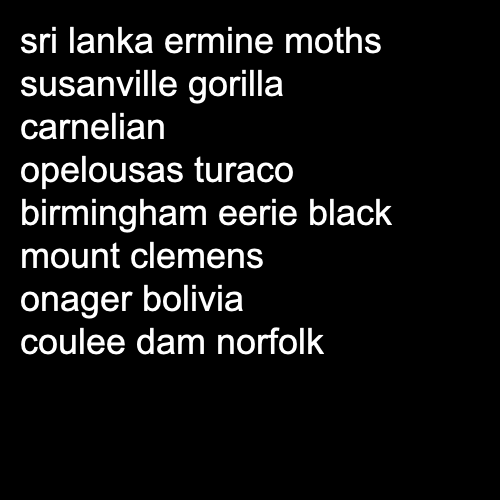 sri lanka ermine moths
susanville gorilla
carnelian
opelousas turaco
birmingham eerie black
mount clemens
onager bolivia
coulee dam norfolk